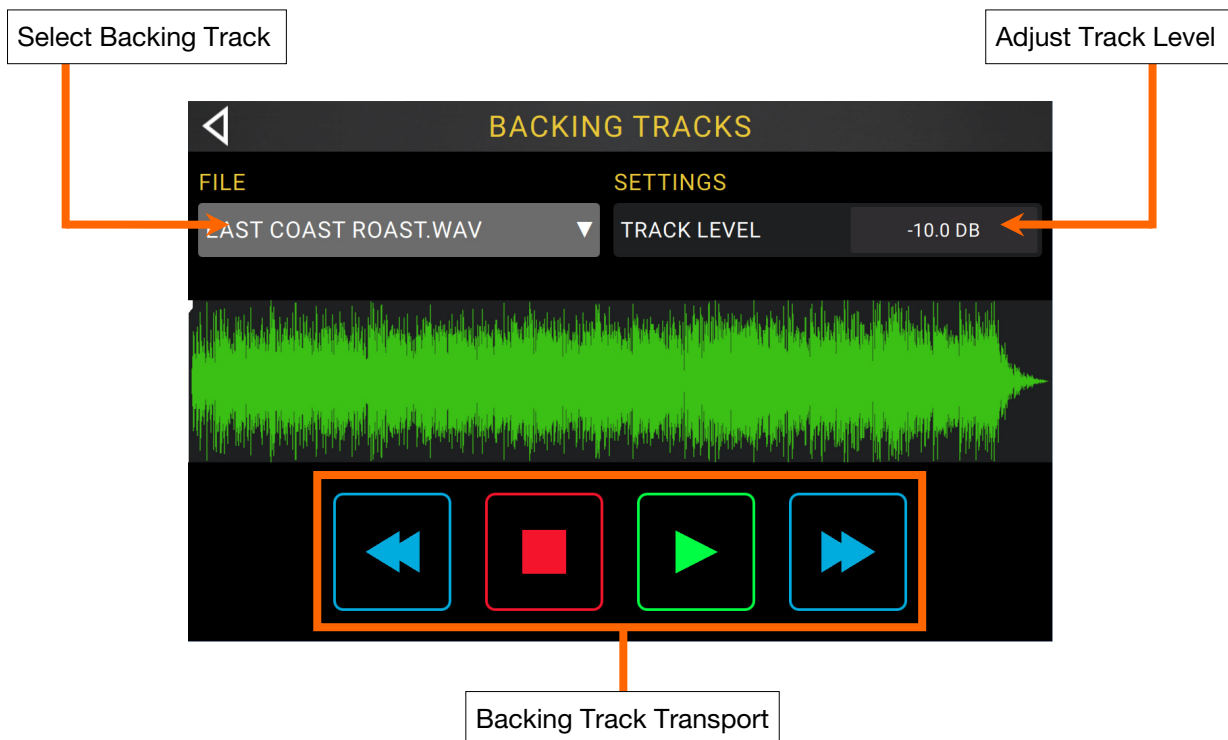 Select Backing Track
Adjust Track Level
BACKING TRACKS
FILE
SETTINGS
EAST COAST ROAST.WAV
TRACK LEVEL
-10.0 DB
Backing Track Transport